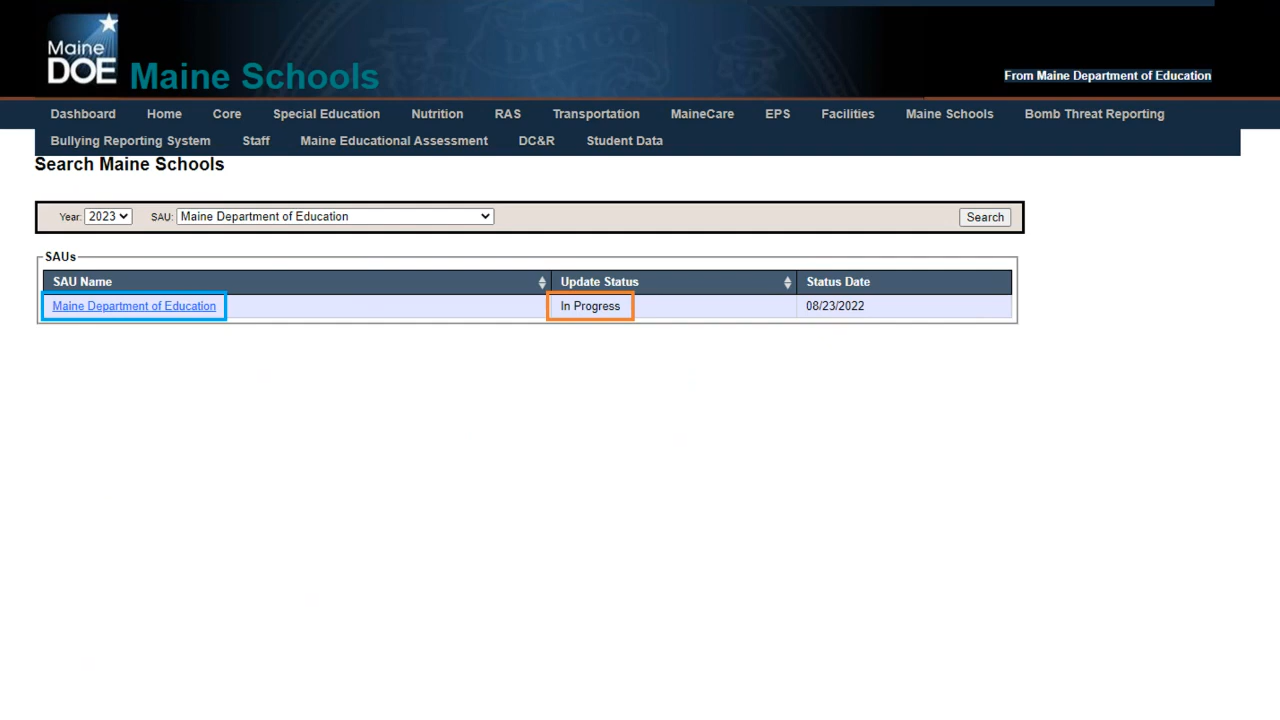 Maine
DOE
Maine Schools
From Maine Department of Education
Dashboard Home Core Special Education Nutrition RAS Transportation MaineCare EPS Facilities Maine Schools Bomb Threat Reporting
Bullying Reporting System Staff Maine Educational Assessment DC&R Student Data
Search Maine Schools
Year: 2023 SAU: Maine Department of Education Search
SAUs
SAU Name Update Status Status Date
Maine Department of Education In Progress 08/23/2022